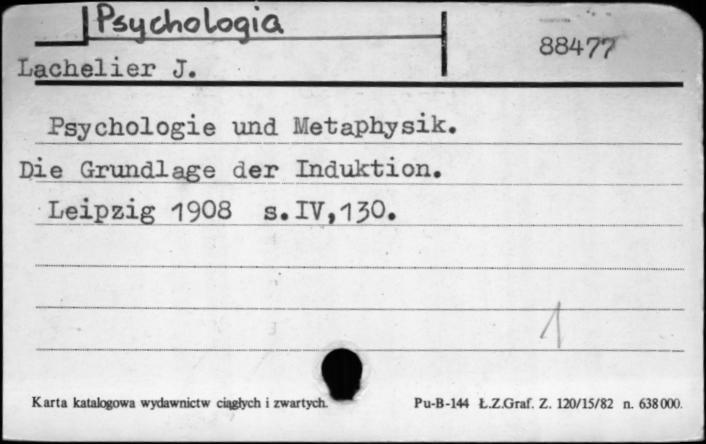 Psychologia
88477
Lachelier J.
Psychologie und Metaphysik.
Die Grundlage der Induktion.
Leipzig 1908 s.IV,130.
1
Karta katalogowa wydawnictw ciągłych i zwartych.
Pu-B-144 Ł.Z.Graf. Z. 120/15/82 n. 638000.